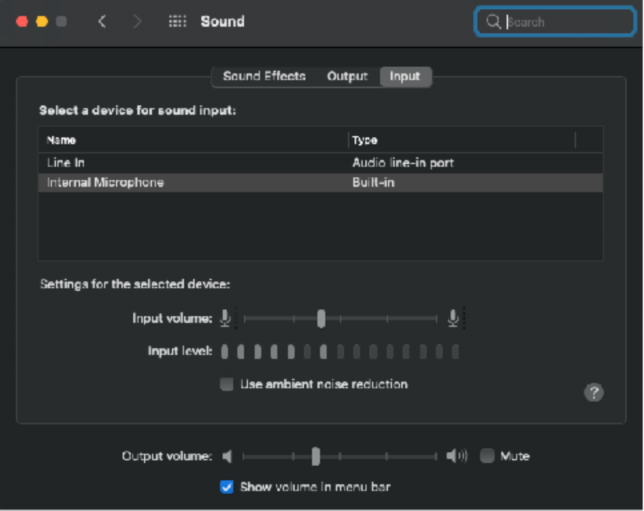 Sound
Search
Sound Effects Output Input
Select a device for sound input:
Name Type
Line In Audio line-in port
Internal Microphone Built-in
Settings for the selected device:
Input volume:
Input level:
Use ambient noise reduction
?
Output volume: Mute
Show volume in menu bar